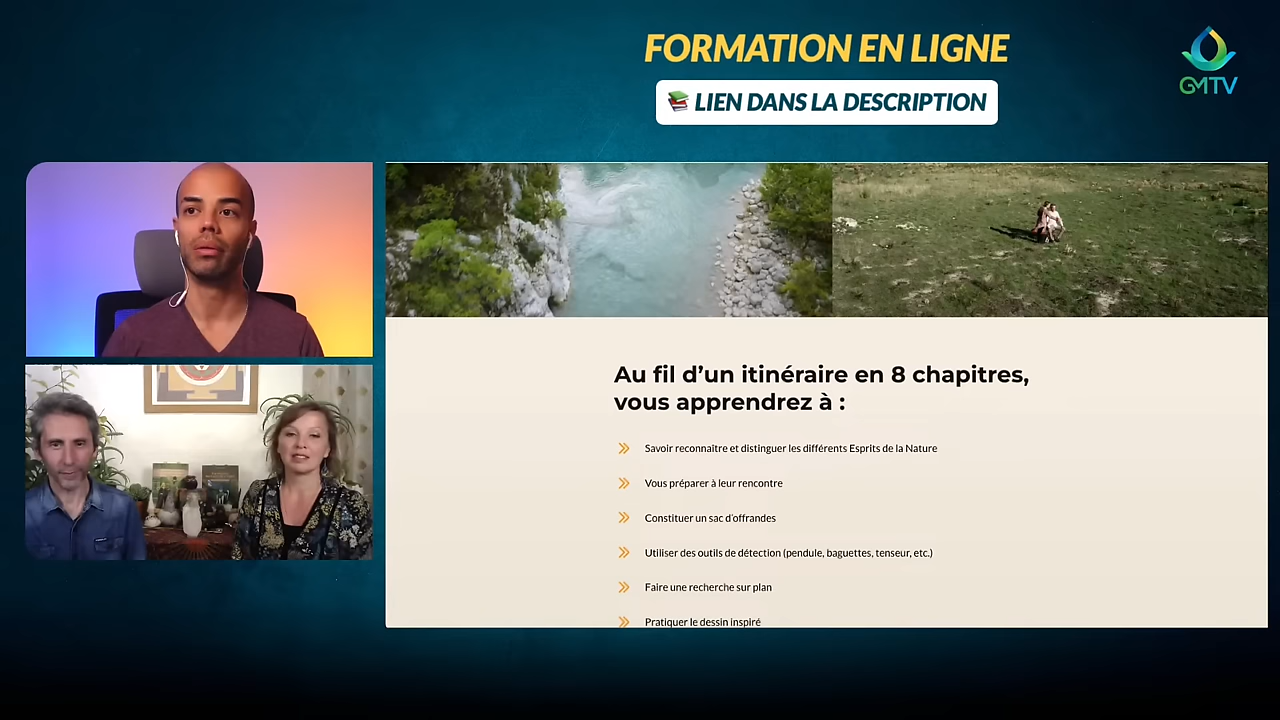 FORMATION EN LIGNE
LIEN DANS LA DESCRIPTION
GMTV
Au fil d’un itinéraire en 8 chapitres,
vous apprendrez à :
Savoir reconnaître et distinguer les différents Esprits de la Nature
Vous préparer à leur rencontre
Constituer un sac d’offrandes
Utiliser des outils de détection (pendule, baguettes, tenseur, etc.)
Faire une recherche sur plan
Pratiquer le dessin inspiré